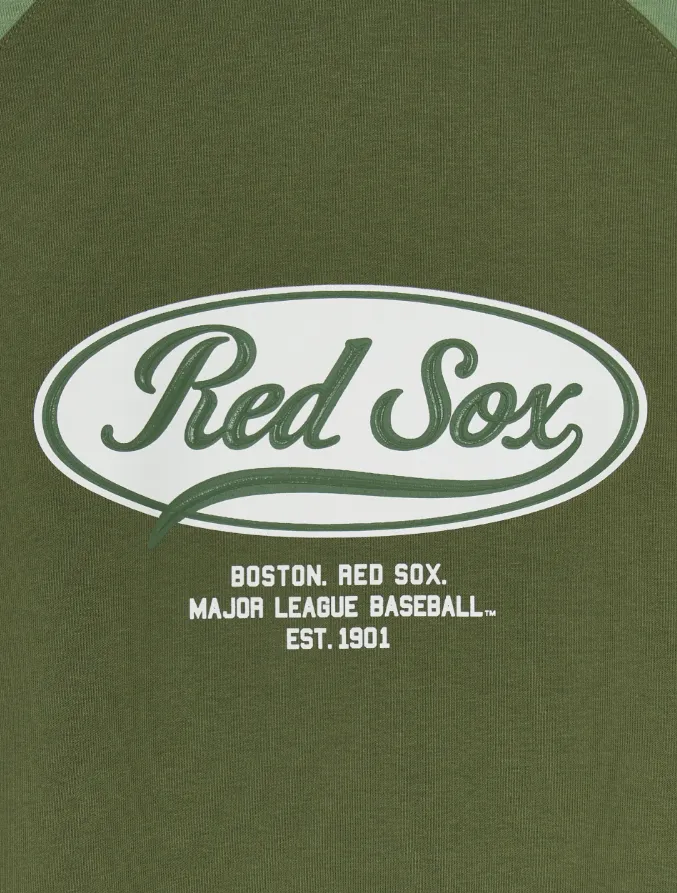 Red Sox
BOSTON. RED SOX.
MAJOR LEAGUE BASEBALL™
EST. 1901